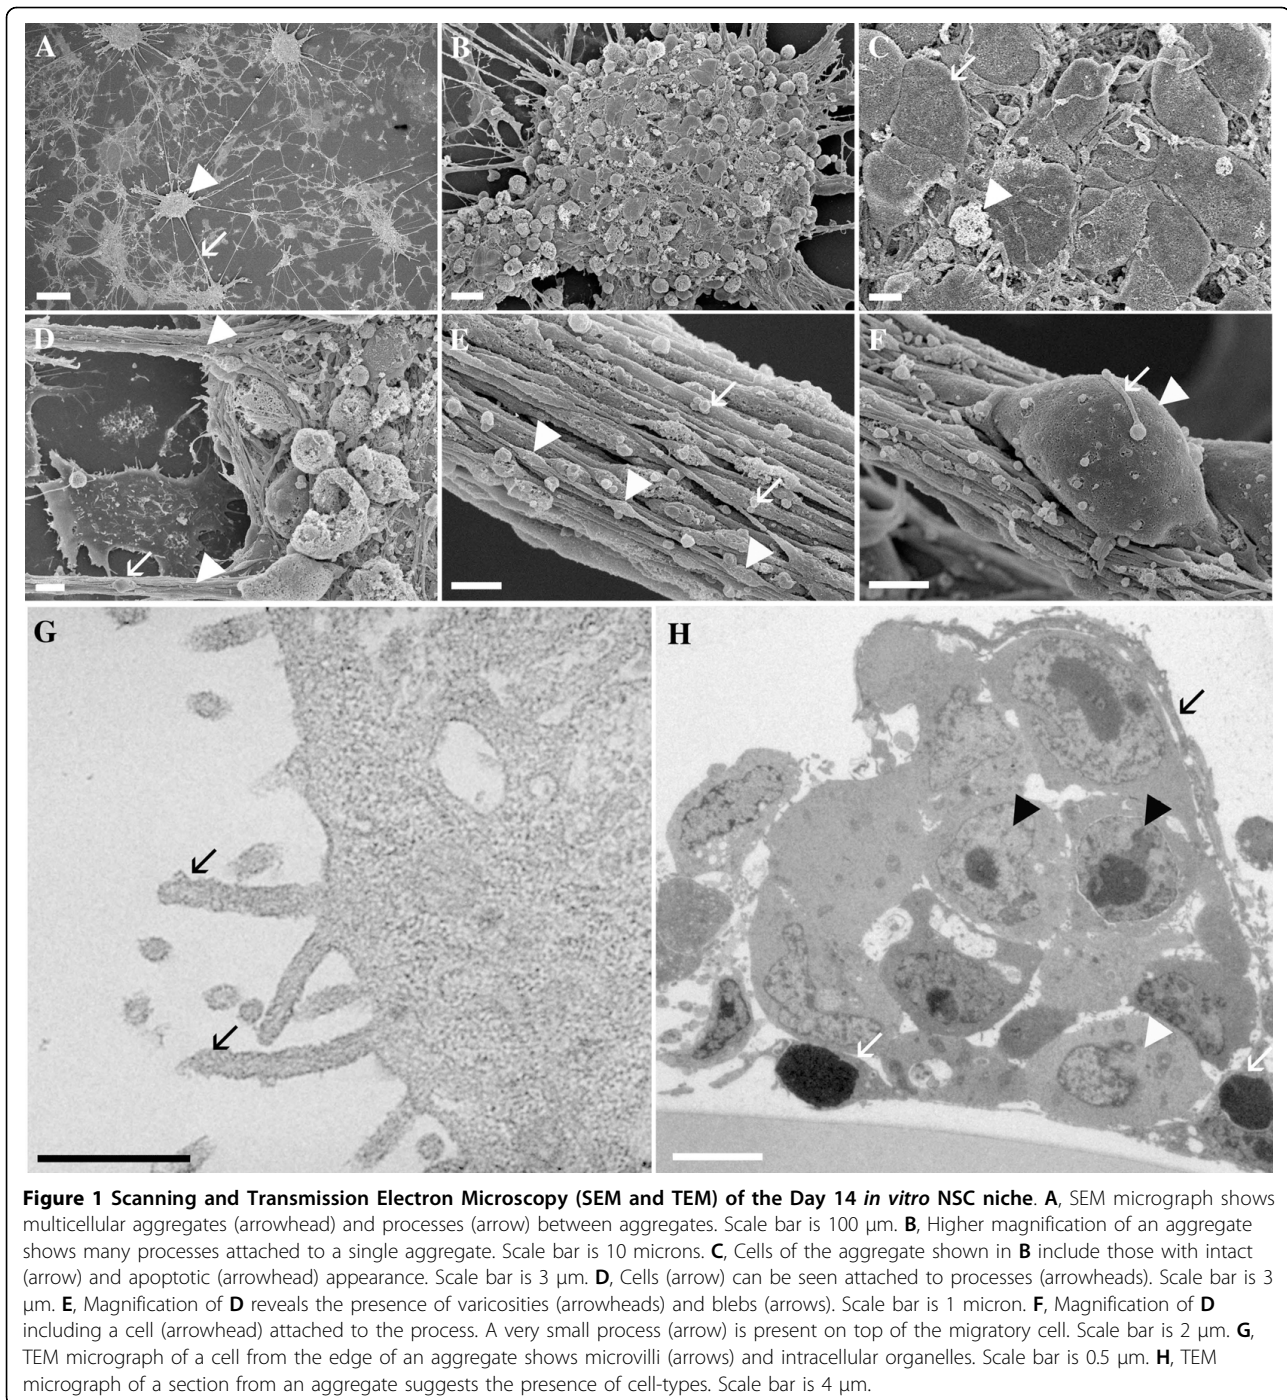 A
B
C
D
E
F
G
H
Figure 1 Scanning and Transmission Electron Microscopy (SEM and TEM) of the Day 14 in vitro NSC niche. A, SEM micrograph shows
multicellular aggregates (arrowhead) and processes (arrow) between aggregates. Scale bar is 100 μm. B, Higher magnification of an aggregate
shows many processes attached to a single aggregate. Scale bar is 10 microns. C, Cells of the aggregate shown in B include those with intact
(arrow) and apoptotic (arrowhead) appearance. Scale bar is 3 μm. D, Cells (arrow) can be seen attached to processes (arrowheads). Scale bar is 3
μm. E, Magnification of D reveals the presence of varicosities (arrowheads) and blebs (arrows). Scale bar is 1 micron. F, Magnification of D
including a cell (arrowhead) attached to the process. A very small process (arrow) is present on top of the migratory cell. Scale bar is 2 μm. G,
TEM micrograph of a cell from the edge of an aggregate shows microvilli (arrows) and intracellular organelles. Scale bar is 0.5 μm. H, TEM
micrograph of a section from an aggregate suggests the presence of cell-types. Scale bar is 4 μm.